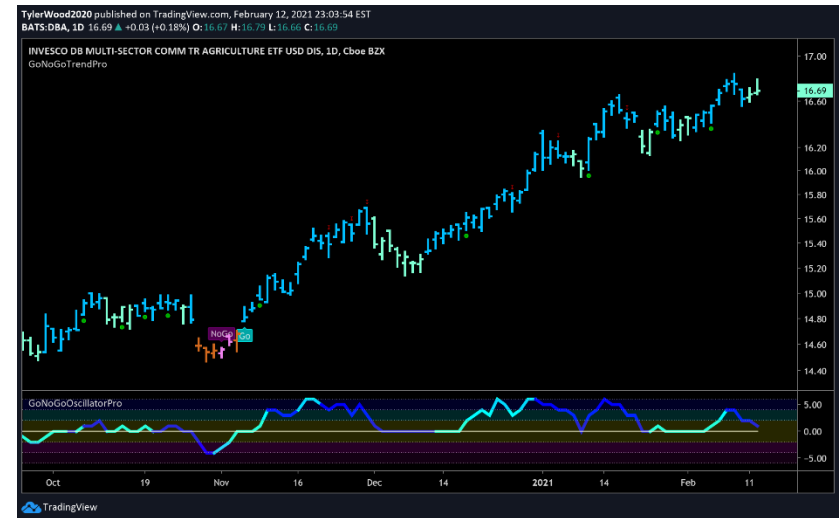 TylerWood2020 published on TradingView.com, February 12, 2021 23:03:54 EST
BATS:DBA, 1D 16.69 ▲ +0.03 (+0.18%) O:16.67 H:16.79 L:16.66 C:16.69
INVESCO DB MULTI-SECTOR COMM TR AGRICULTURE ETF USD DIS, 1D, Cboe BZX
GoNoGoTrendPro
17.00
16.69
16.60
16.20
16.00
15.80
15.60
15.40
15.20
15.00
14.80
14.60
14.40
NoGo
Go
GoNoGoOscillatorPro
5.00
0.00
-5.00
Oct 19 Nov 16 Dec 14 2021 14 Feb 11
TradingView